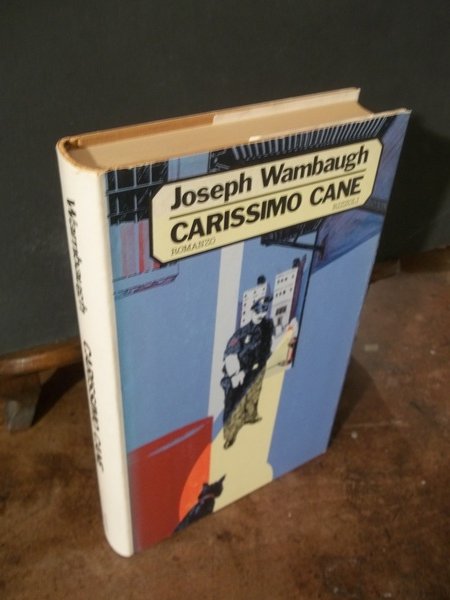 Joseph Wambaugh
CARISSIMO CANE
ROMANZO
RIZZOLI
Wambaugh
CARISSIMO CANE